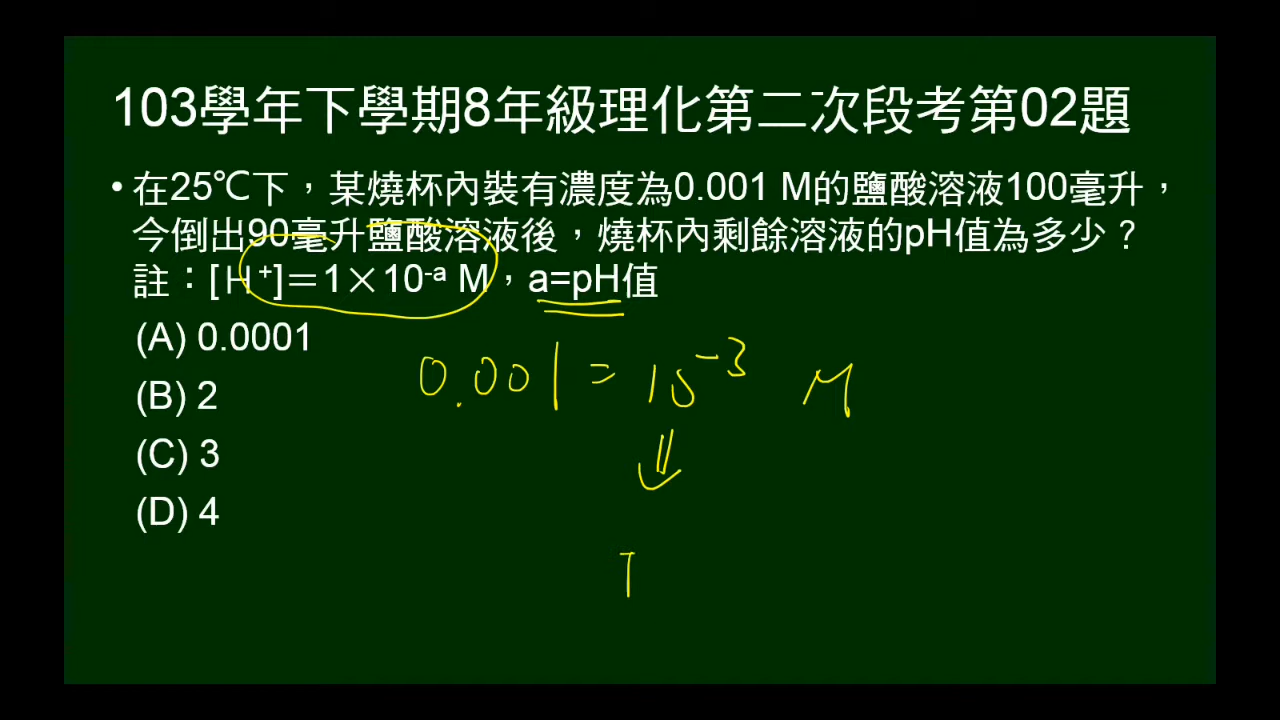 103學年下學期8年級理化第二次段考第02題
•在25℃下，某燒杯內裝有濃度為0.001 M的鹽酸溶液100毫升，
今倒出90毫升鹽酸溶液後，燒杯內剩餘溶液的pH值為多少？
註：[H⁺]＝1×10⁻ᵃ M，a=pH值
(A) 0.0001
(B) 2
(C) 3
(D) 4
0.001 = 10⁻³ M